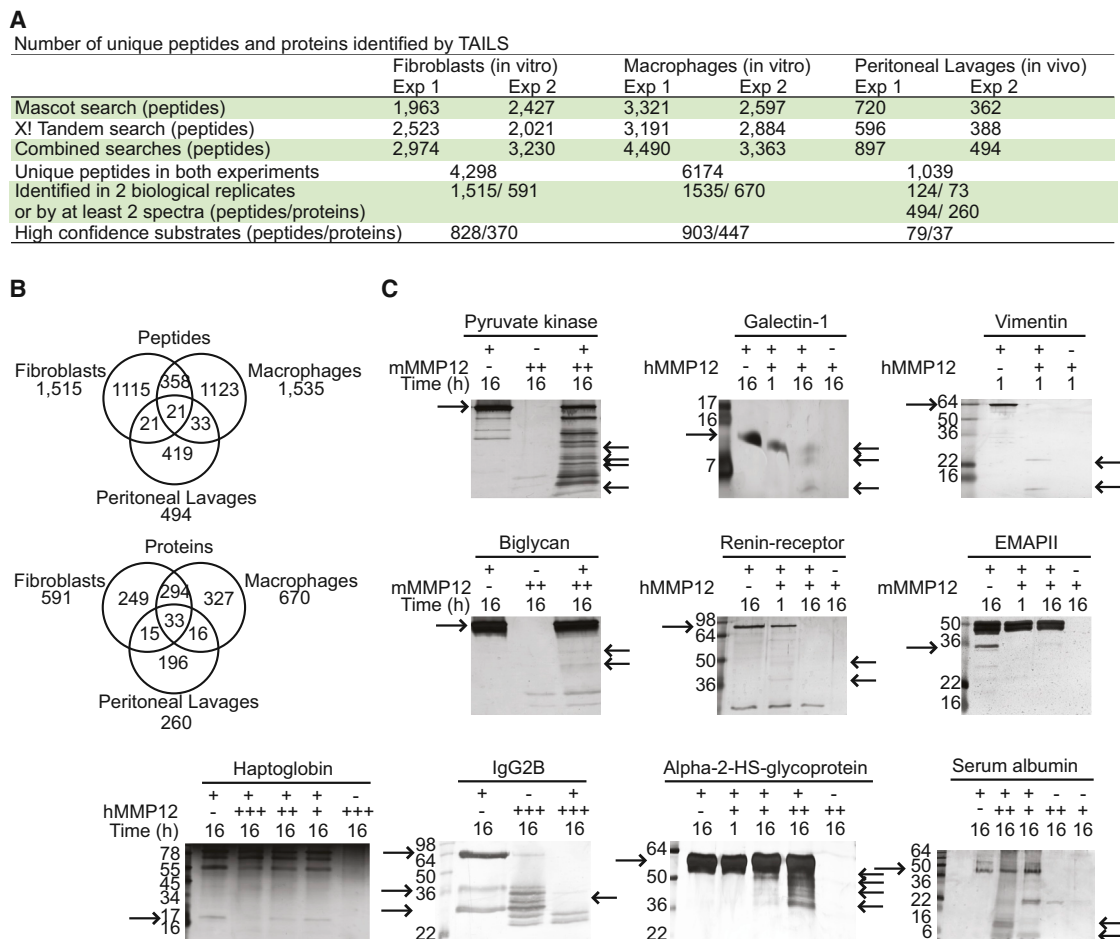 A
Number of unique peptides and proteins identified by TAILS
Fibroblasts (in vitro) Macrophages (in vitro) Peritoneal Lavages (in vivo)
Exp 1 Exp 2 Exp 1 Exp 2 Exp 1 Exp 2
Mascot search (peptides) 1,963 2,427 3,321 2,597 720 362
X! Tandem search (peptides) 2,523 2,021 3,191 2,884 596 388
Combined searches (peptides) 2,974 3,230 4,490 3,363 897 494
Unique peptides in both experiments 4,298 6174 1,039
Identified in 2 biological replicates 1,515/ 591 1535/ 670 124/ 73
or by at least 2 spectra (peptides/proteins) 494/ 260
High confidence substrates (peptides/proteins) 828/370 903/447 79/37
B
Peptides
Fibroblasts
1,515
Macrophages
1,535
1115 358 1123
21
21 33
419
Peritoneal Lavages
494
Proteins
Fibroblasts
591
Macrophages
670
249 294 327
33
15 16
196
Peritoneal Lavages
260
C
Pyruvate kinase
+ - +
mMMP12 - ++ ++
Time (h) 16 16 16
Galectin-1
+ + + -
hMMP12 - + + +
16 1 16 16
17
16
7
Vimentin
+ + -
hMMP12 - + +
1 1 1
64
50
36
22
16
Biglycan
+ - +
mMMP12 - ++ ++
Time (h) 16 16 16
Renin-receptor
+ + + -
hMMP12 - + + +
16 1 16 16
98
64
50
36
EMAPII
+ + + -
mMMP12 - + + +
16 1 16 16
50
36
22
16
Haptoglobin
+ + + + -
hMMP12 - +++ ++ + +++
Time (h) 16 16 16 16 16
78
55
45
34
17
16
IgG2B
+ - +
- +++ +++
16 16 16
98
64
50
36
22
Alpha-2-HS-glycoprotein
+ + + + -
- + + ++ ++
16 1 16 16 16
64
50
36
22
Serum albumin
+ + + - -
- ++ + ++ +
16 16 16 16 16
64
50
36
22
16
6